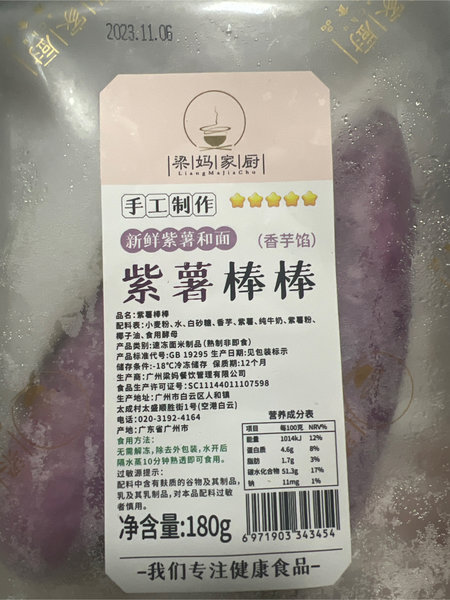 2023.11.06
家厨
食品
梁妈家厨
LiangMaJiaChu
手工制作
新鲜紫薯和面
(香芋馅)
紫薯棒棒
品名:紫薯棒棒
配料表:小麦粉、水、白砂糖、香芋、紫薯、纯牛奶、紫薯粉、
椰子油、食用酵母
产品类别:速冻面米制品(熟制非即食)
产品标准代号:GB 19295 生产日期:见包装标示
储存条件:-18℃冷冻储存 保质期:12个月
生产商:广州梁妈餐饮管理有限公司
食品生产许可证号:SC11144011107598
生产地址:广州市白云区人和镇
太成村太盛顺胜街1号(空港白云)
电话:020-3192-4164
产地:广东省广州市
食用方法:
无需解冻,除去外包装,水开后
隔水蒸10分钟熟透即可食用。
过敏源提示:
配料中含有麸质的谷物及其制品,
乳及其乳制品,对本品配料过敏
者慎用。
营养成分表
项目 每100克 NRV%
能量 1014kJ 12%
蛋白质 4.6g 8%
脂肪 1.7g 3%
碳水化合物 51.3g 17%
钠 11mg 1%
净含量:180g
6 971903 343454
-我们专注健康食品-